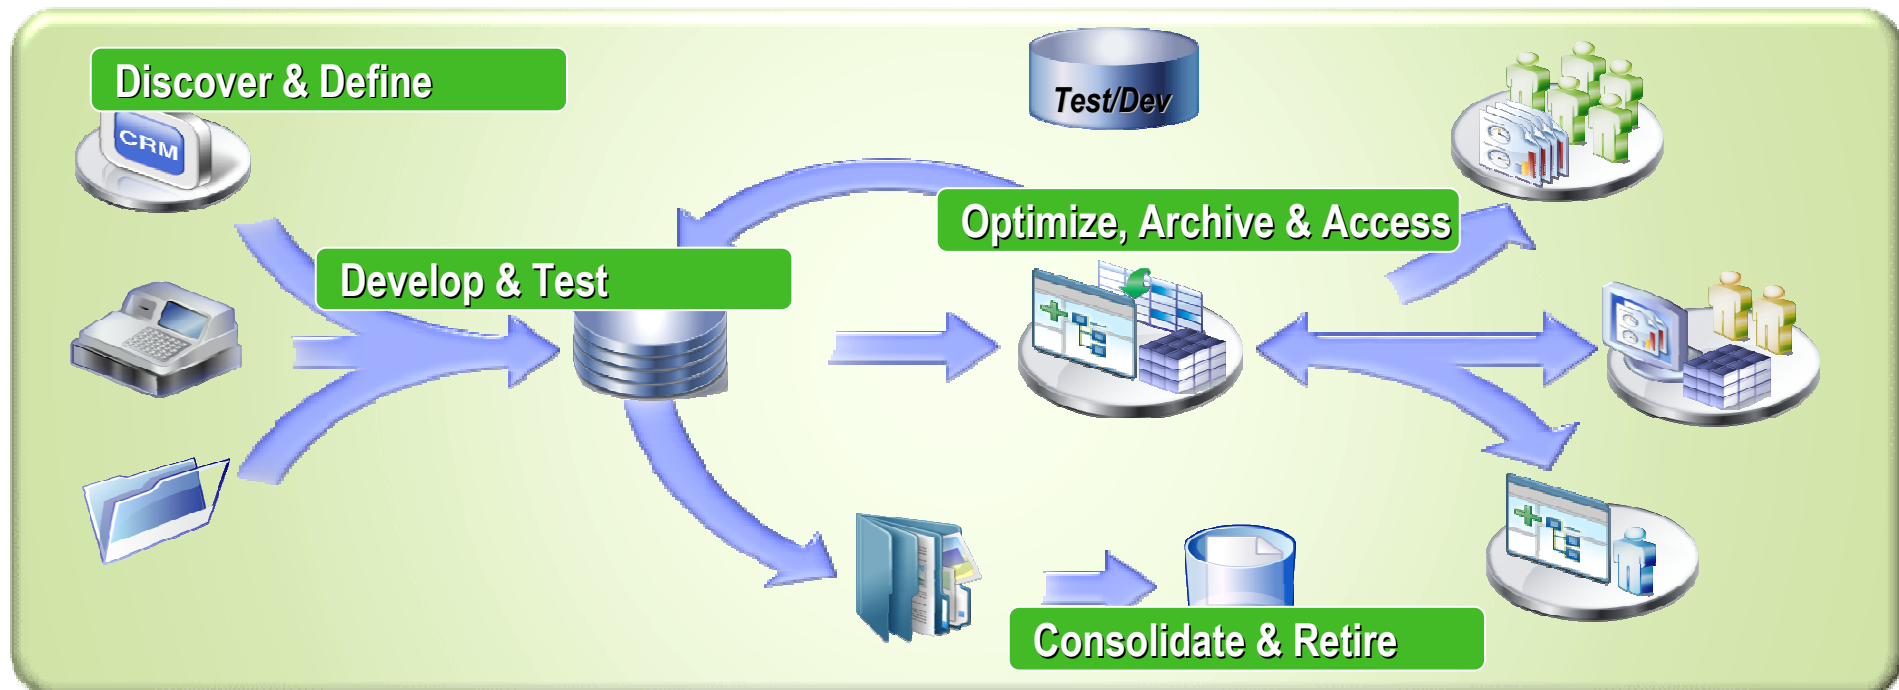 Discover & Define
Test/Dev
CRM
Optimize, Archive & Access
Develop & Test
Consolidate & Retire